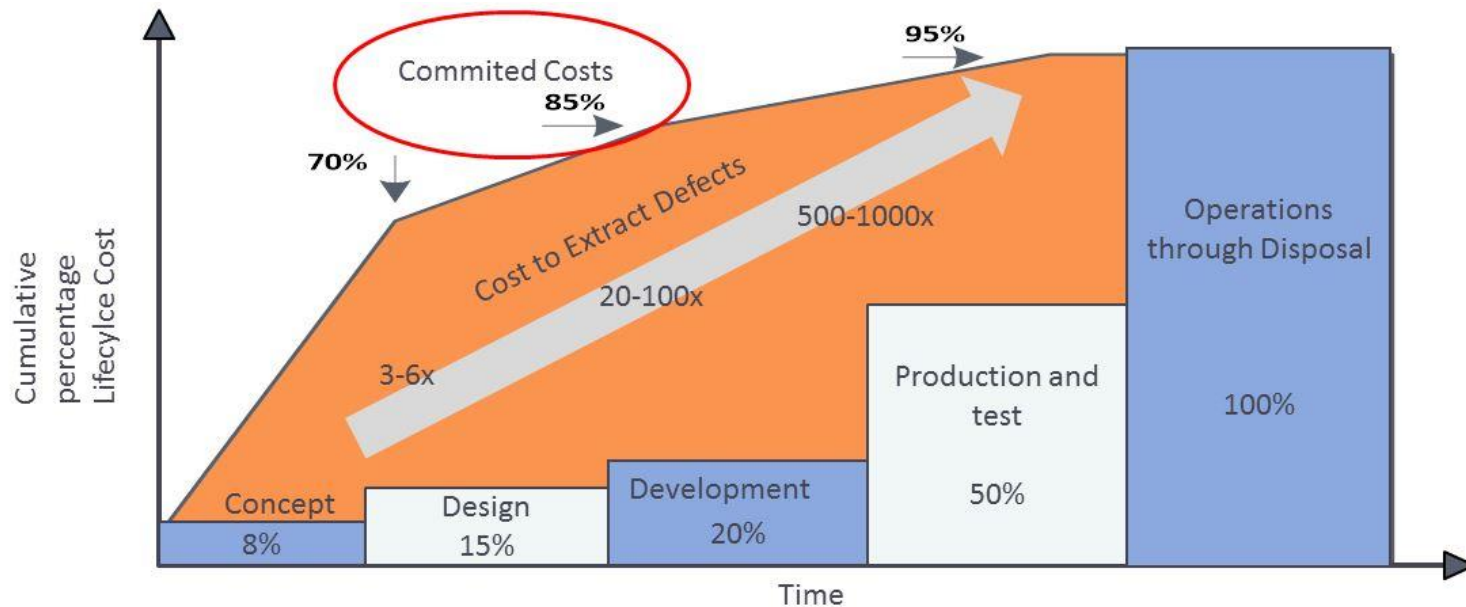 95%
Commited Costs
85%
70%
Cost to Extract Defects
500-1000x
20-100x
3-6x
Operations
through Disposal
100%
Production and
test
50%
Development
20%
Design
15%
Concept
8%
Cumulative
percentage
Lifecylce Cost
Time